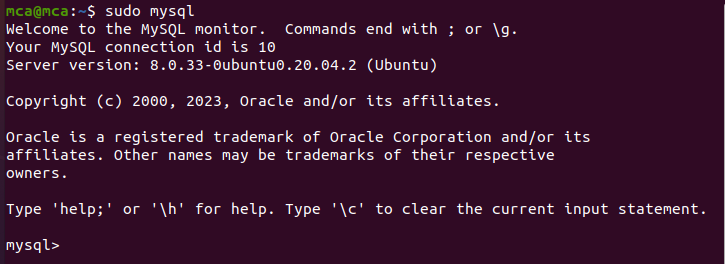 mca@mca:~$ sudo mysql
Welcome to the MySQL monitor.  Commands end with ; or \g.
Your MySQL connection id is 10
Server version: 8.0.33-0ubuntu0.20.04.2 (Ubuntu)
Copyright (c) 2000, 2023, Oracle and/or its affiliates.
Oracle is a registered trademark of Oracle Corporation and/or its
affiliates. Other names may be trademarks of their respective
owners.
Type 'help;' or '\h' for help. Type '\c' to clear the current input statement.
mysql>